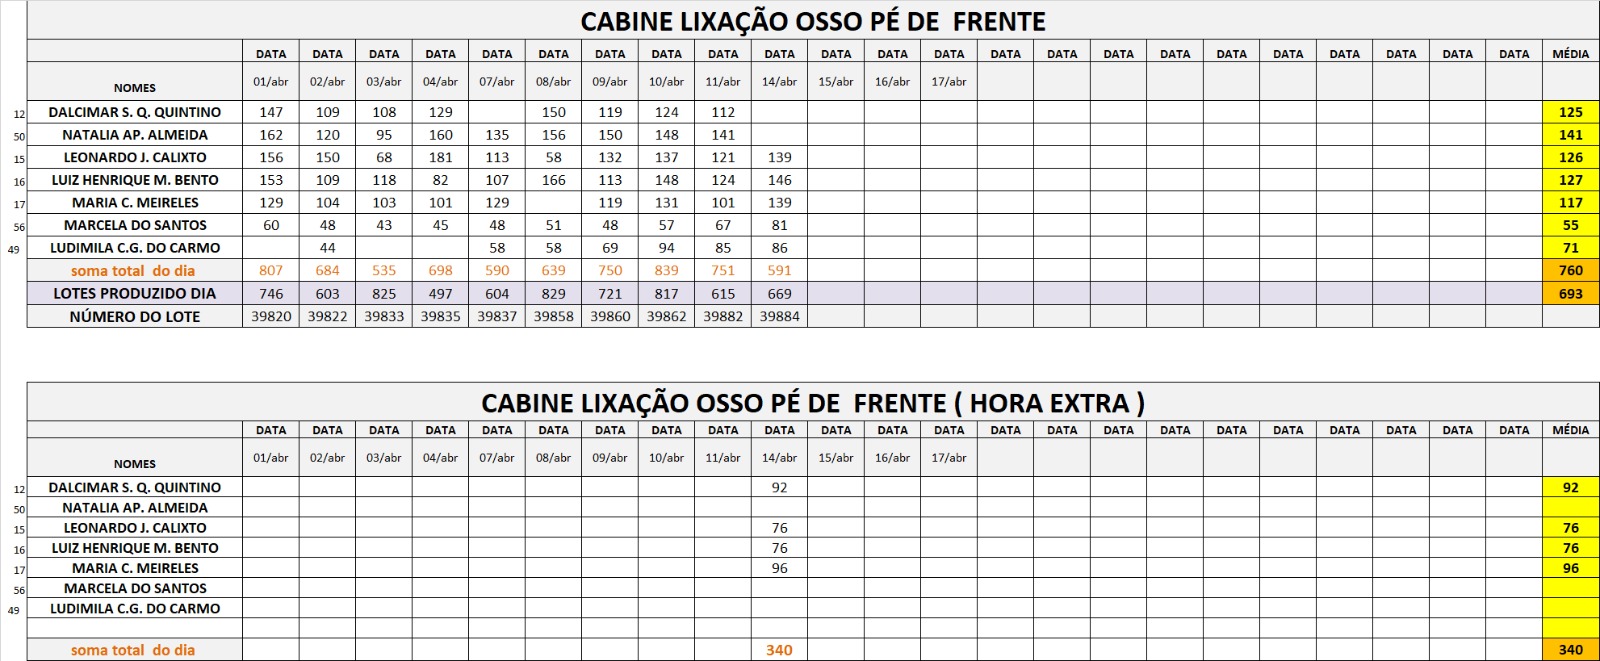 CABINE LIXAÇÃO OSSO PÉ DE FRENTE
DATA DATA DATA DATA DATA DATA DATA DATA DATA DATA DATA DATA DATA DATA DATA DATA DATA DATA DATA DATA DATA DATA DATA MÉDIA
NOMES 01/abr 02/abr 03/abr 04/abr 07/abr 08/abr 09/abr 10/abr 11/abr 14/abr 15/abr 16/abr 17/abr
12 DALCIMAR S. Q. QUINTINO 147 109 108 129 150 119 124 112 125
50 NATALIA AP. ALMEIDA 162 120 95 160 135 156 150 148 141 141
15 LEONARDO J. CALIXTO 156 150 68 181 113 58 132 137 121 139 126
16 LUIZ HENRIQUE M. BENTO 153 109 118 82 107 166 113 148 124 146 127
17 MARIA C. MEIRELES 129 104 103 101 129 119 131 101 139 117
56 MARCELA DO SANTOS 60 48 43 45 48 51 48 57 67 81 55
49 LUDIMILA C.G. DO CARMO 44 58 58 69 94 85 86 71
soma total do dia 807 684 535 698 590 639 750 839 751 591 760
LOTES PRODUZIDO DIA 746 603 825 497 604 829 721 817 615 669 693
NÚMERO DO LOTE 39820 39822 39833 39835 39837 39858 39860 39862 39882 39884
CABINE LIXAÇÃO OSSO PÉ DE FRENTE ( HORA EXTRA )
DATA DATA DATA DATA DATA DATA DATA DATA DATA DATA DATA DATA DATA DATA DATA DATA DATA DATA DATA DATA DATA DATA DATA MÉDIA
NOMES 01/abr 02/abr 03/abr 04/abr 07/abr 08/abr 09/abr 10/abr 11/abr 14/abr 15/abr 16/abr 17/abr
12 DALCIMAR S. Q. QUINTINO 92 92
50 NATALIA AP. ALMEIDA
15 LEONARDO J. CALIXTO 76 76
16 LUIZ HENRIQUE M. BENTO 76 76
17 MARIA C. MEIRELES 96 96
56 MARCELA DO SANTOS
49 LUDIMILA C.G. DO CARMO
soma total do dia 340 340